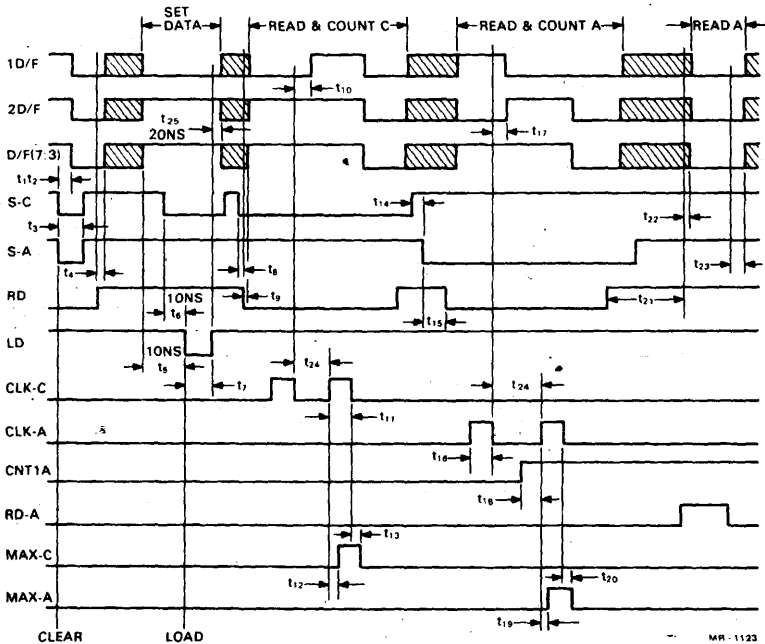 SET
DATA
READ & COUNT C
READ & COUNT A
READ A
1D/F
t10
2D/F
t25
20NS
t17
D/F(7:3)
t1 t2
S-C
t14
t3
t22
S-A
t4
t8
t23
RD
10NS
t6
t9
t15
t21
LD
10NS
t5
t7
t24
t24
CLK-C
t11
CLK-A
t18
CNT1A
t16
RD-A
t13
MAX-C
t12
t20
MAX-A
t19
CLEAR
LOAD
MR-1123